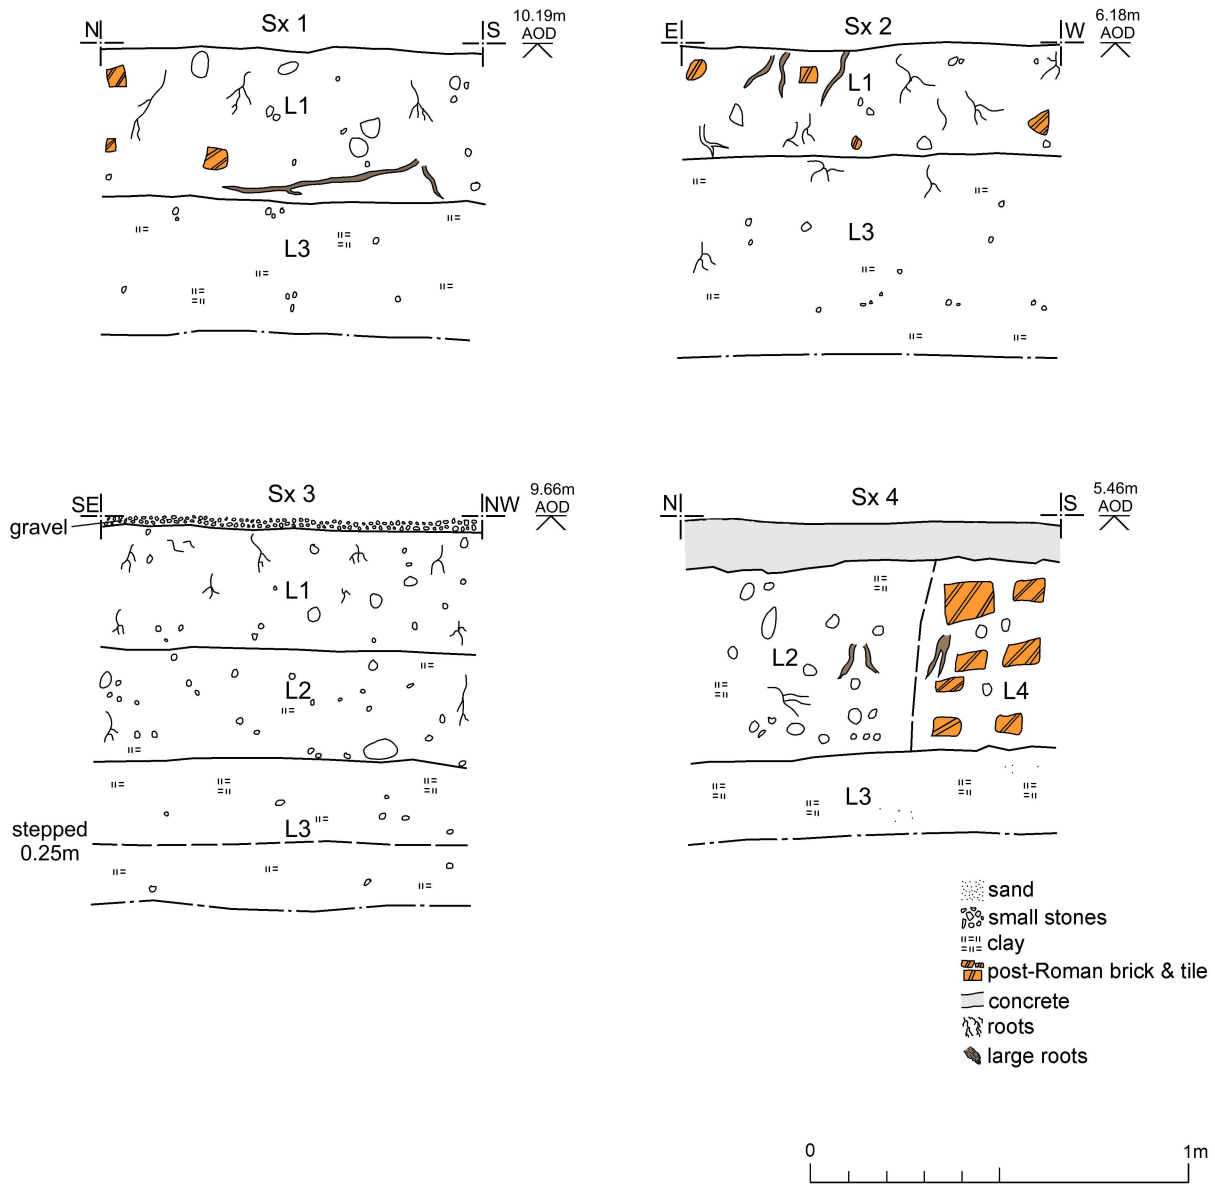 Sx 1
N
S
10.19m
AOD
L1
L3
Sx 2
E
W
6.18m
AOD
L1
L3
Sx 3
SE
NW
9.66m
AOD
gravel
L1
L2
L3
stepped
0.25m
Sx 4
N
S
5.46m
AOD
L2
L4
L3
sand
small stones
clay
post-Roman brick & tile
concrete
roots
large roots
0
1m